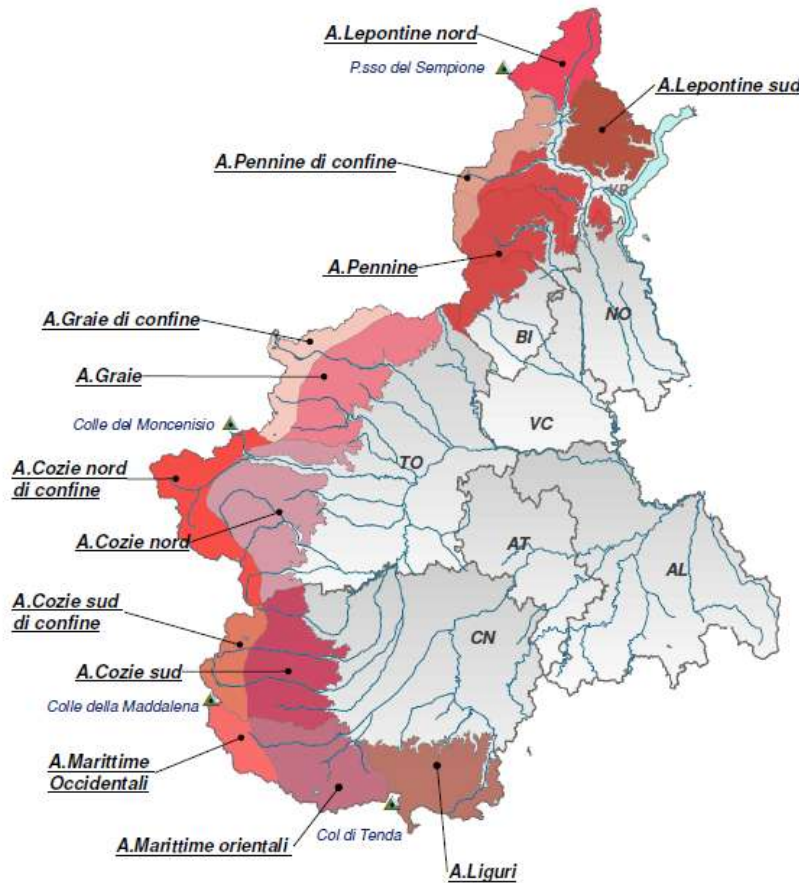 A.Lepontine nord
P.sso del Sempione
A.Lepontine sud
A.Pennine di confine
VB
A.Pennine
A.Graie di confine
NO
BI
A.Graie
Colle del Moncenisio
VC
A.Cozie nord
di confine
TO
A.Cozie nord
AT
AL
A.Cozie sud
di confine
CN
A.Cozie sud
Colle della Maddalena
A.Marittime
Occidentali
Col di Tenda
A.Marittime orientali
A.Liguri